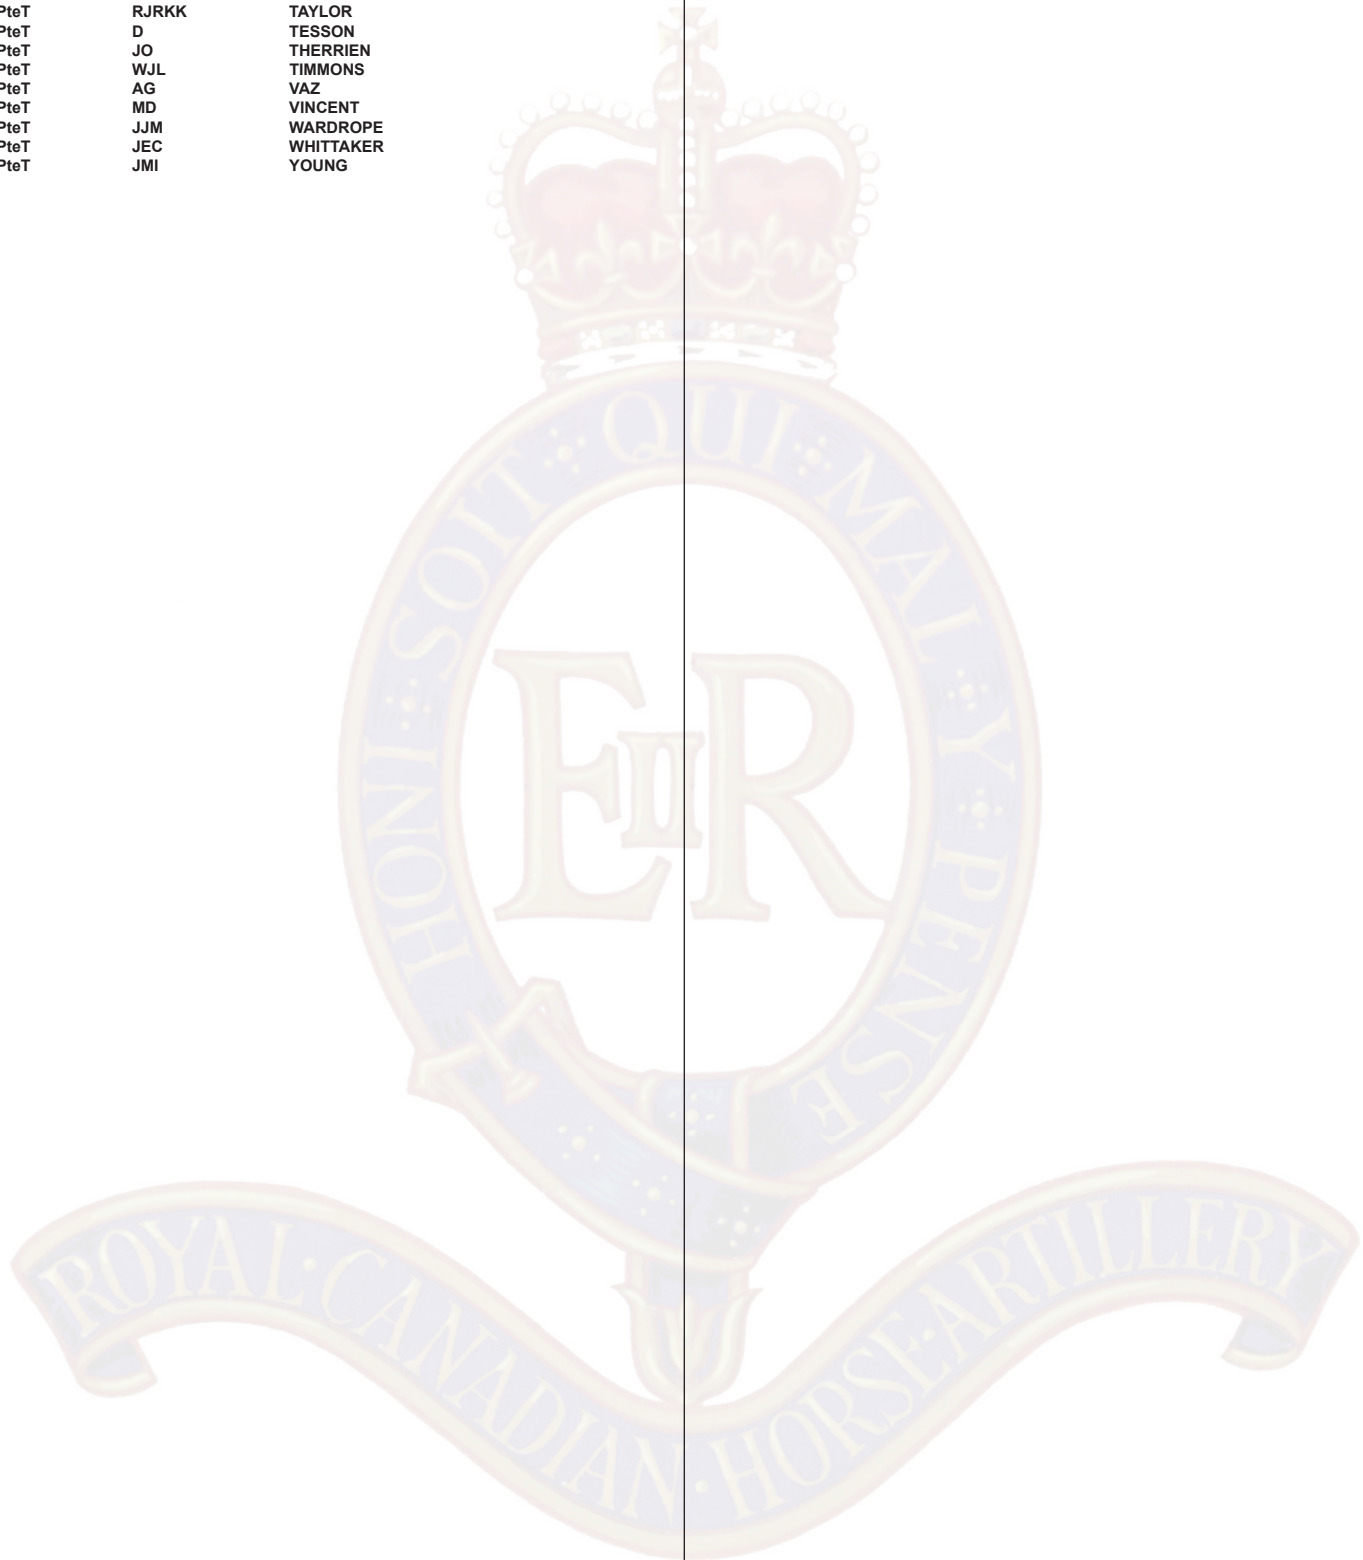 PteT RJRKK TAYLOR
PteT D TESSON
PteT JO THERRIEN
PteT WJL TIMMONS
PteT AG VAZ
PteT MD VINCENT
PteT JJM WARDROPE
PteT JEC WHITTAKER
PteT JMI YOUNG
HONI · SOIT · QUI · MAL · Y · PENSE
E II R
ROYAL · CANADIAN · HORSE · ARTILLERY